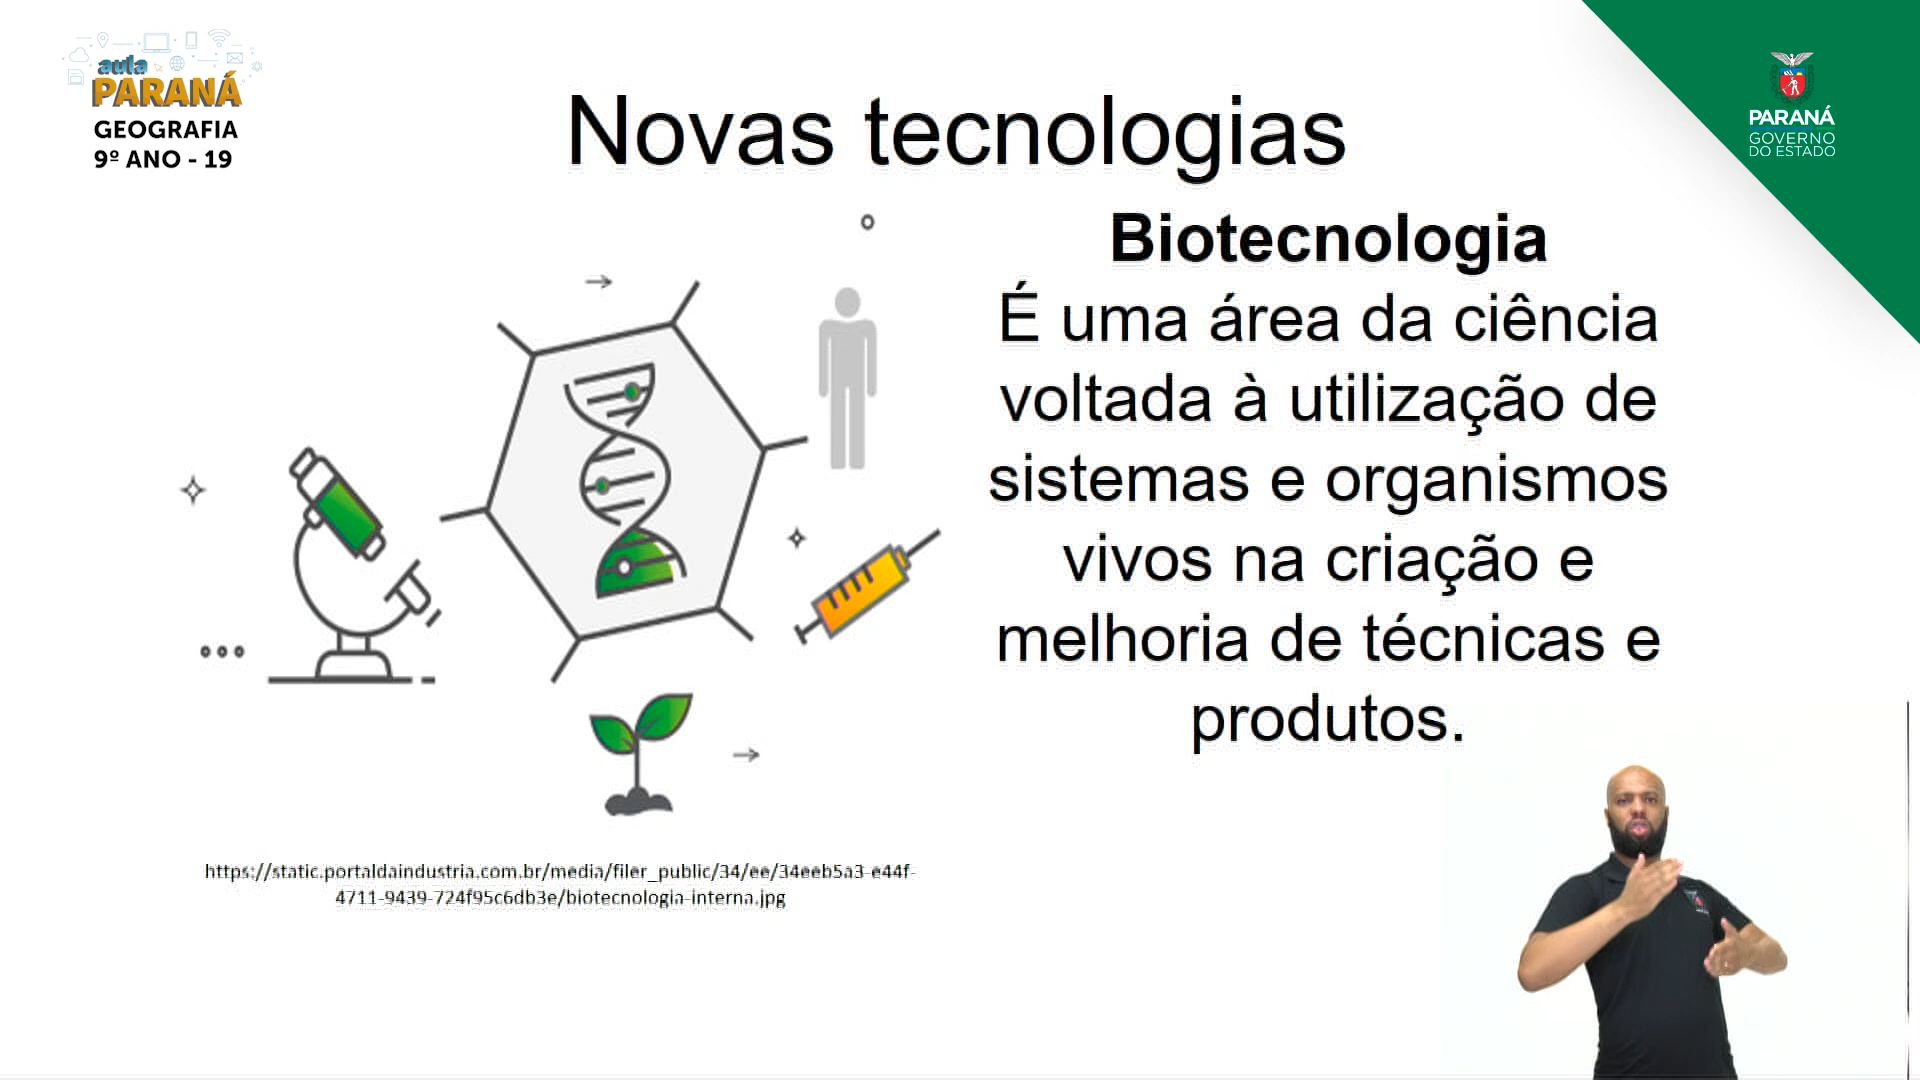 aula
PARANÁ
GEOGRAFIA
9º ANO - 19
PARANÁ
GOVERNO
DO ESTADO
Novas tecnologias
Biotecnologia
É uma área da ciência
voltada à utilização de
sistemas e organismos
vivos na criação e
melhoria de técnicas e
produtos.
https://static.portaldaindustria.com.br/media/filer_public/34/ee/34eeb5a3-e44f-
4711-9439-724f95c6db3e/biotecnologia-interna.jpg